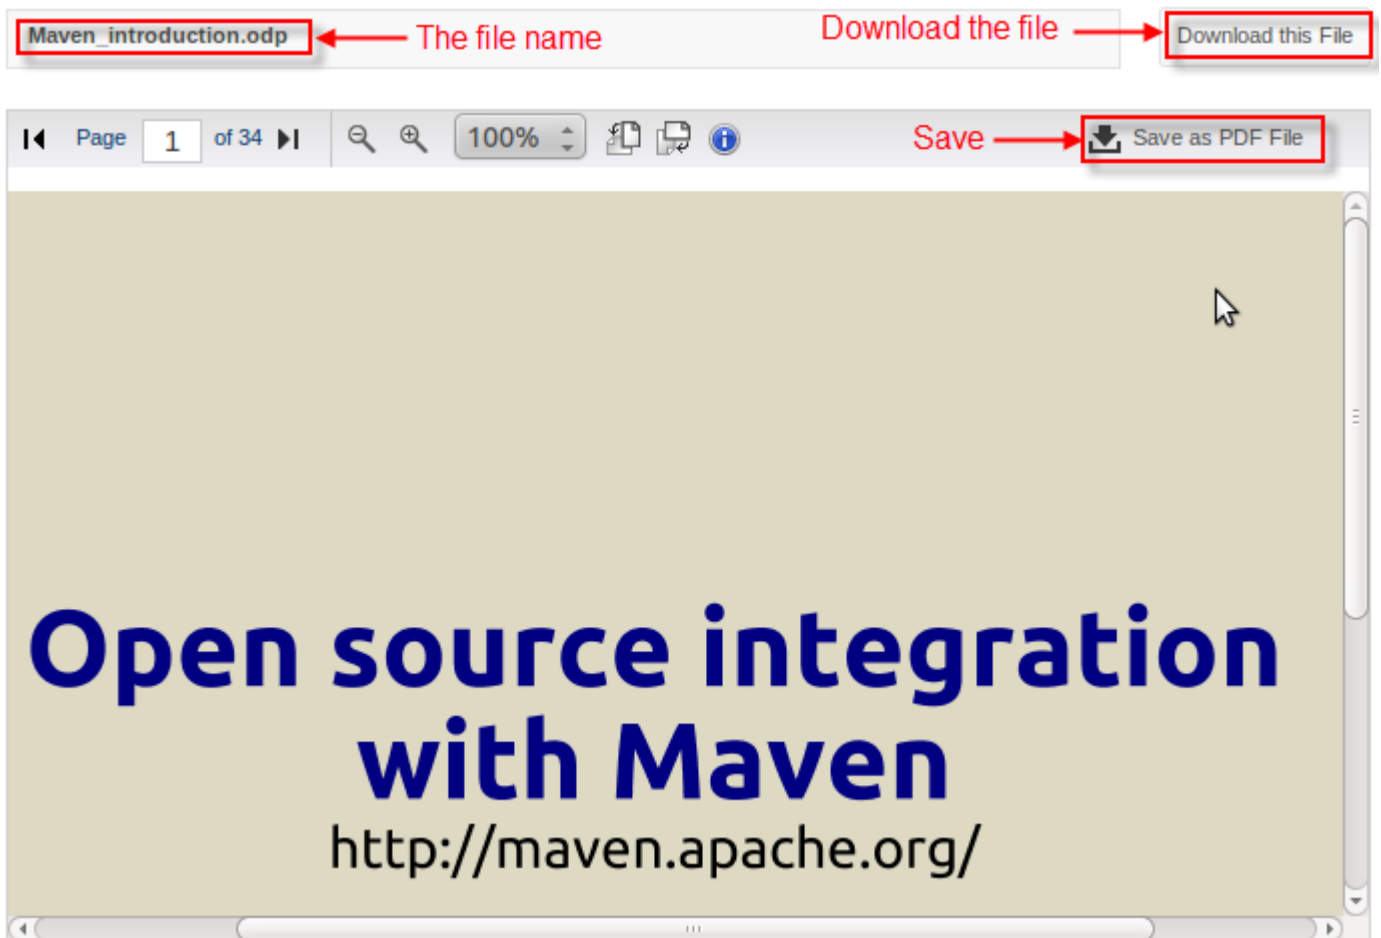 Maven_introduction.odp The file name Download the file Download this File
Page 1 of 34 100% Save Save as PDF File
Open source integration
with Maven
http://maven.apache.org/